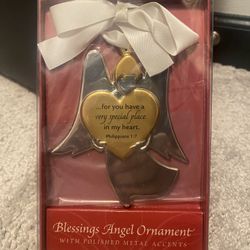 ...for you have a
very special place
in my heart.
Philippians 1:7
Blessings Angel Ornament
WITH POLISHED METAL ACCENTS